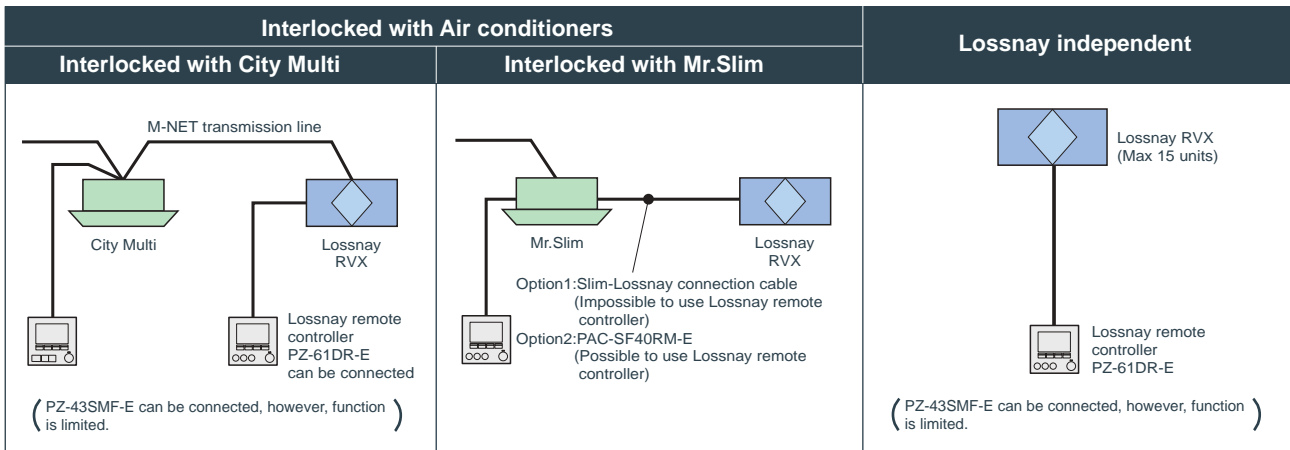 Interlocked with Air conditioners
Lossnay independent
Interlocked with City Multi
Interlocked with Mr.Slim
M-NET transmission line
City Multi
Lossnay
RVX
Lossnay remote
controller
PZ-61DR-E
can be connected
(PZ-43SMF-E can be connected, however, function
is limited.)
Mr.Slim
Lossnay
RVX
Option1:Slim-Lossnay connection cable
(Impossible to use Lossnay remote
controller)
Option2:PAC-SF40RM-E
(Possible to use Lossnay remote
controller)
Lossnay RVX
(Max 15 units)
Lossnay remote
controller
PZ-61DR-E
(PZ-43SMF-E can be connected, however, function
is limited.)